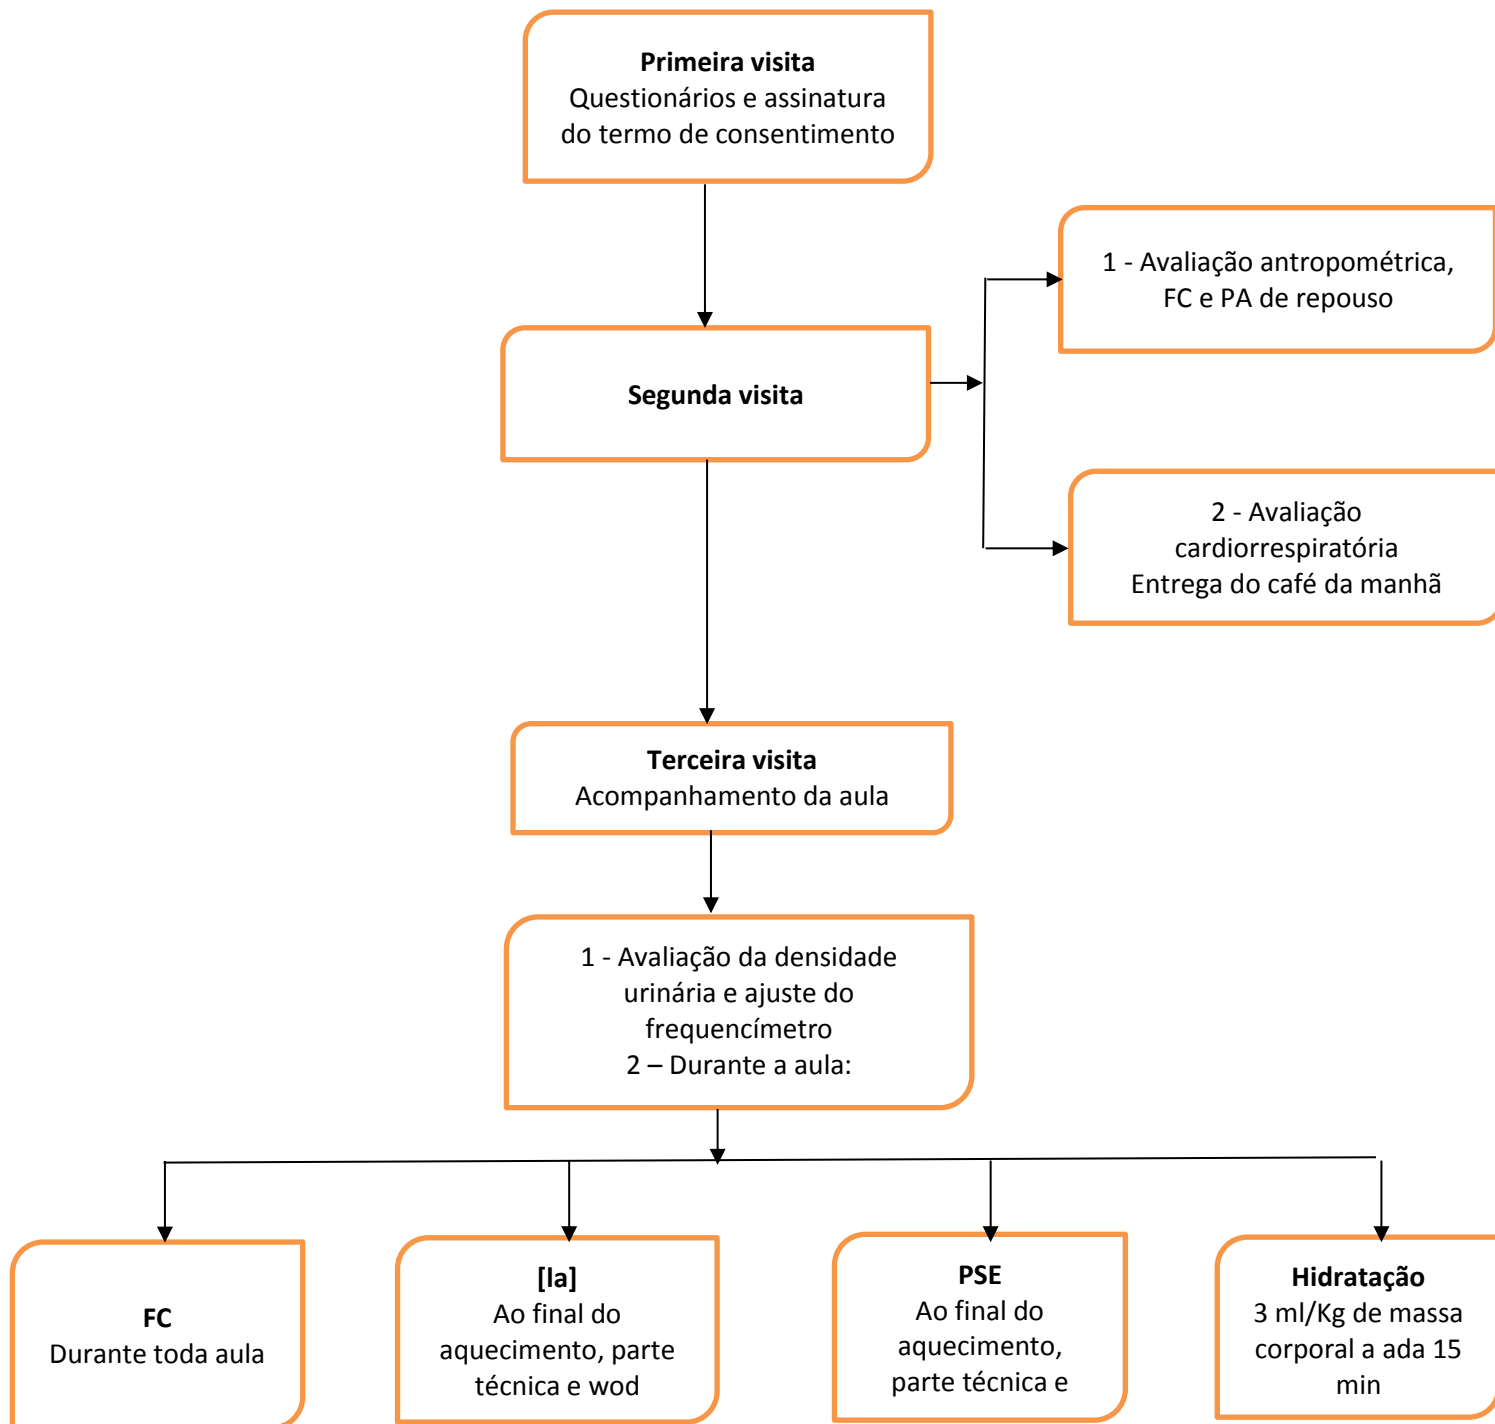 Primeira visita
Questionários e assinatura
do termo de consentimento
1 - Avaliação antropométrica,
FC e PA de repouso
Segunda visita
2 - Avaliação
cardiorrespiratória
Entrega do café da manhã
Terceira visita
Acompanhamento da aula
1 - Avaliação da densidade
urinária e ajuste do
frequencímetro
2 – Durante a aula:
FC
Durante toda aula
[la]
Ao final do
aquecimento, parte
técnica e wod
PSE
Ao final do
aquecimento,
parte técnica e
Hidratação
3 ml/Kg de massa
corporal a ada 15
min